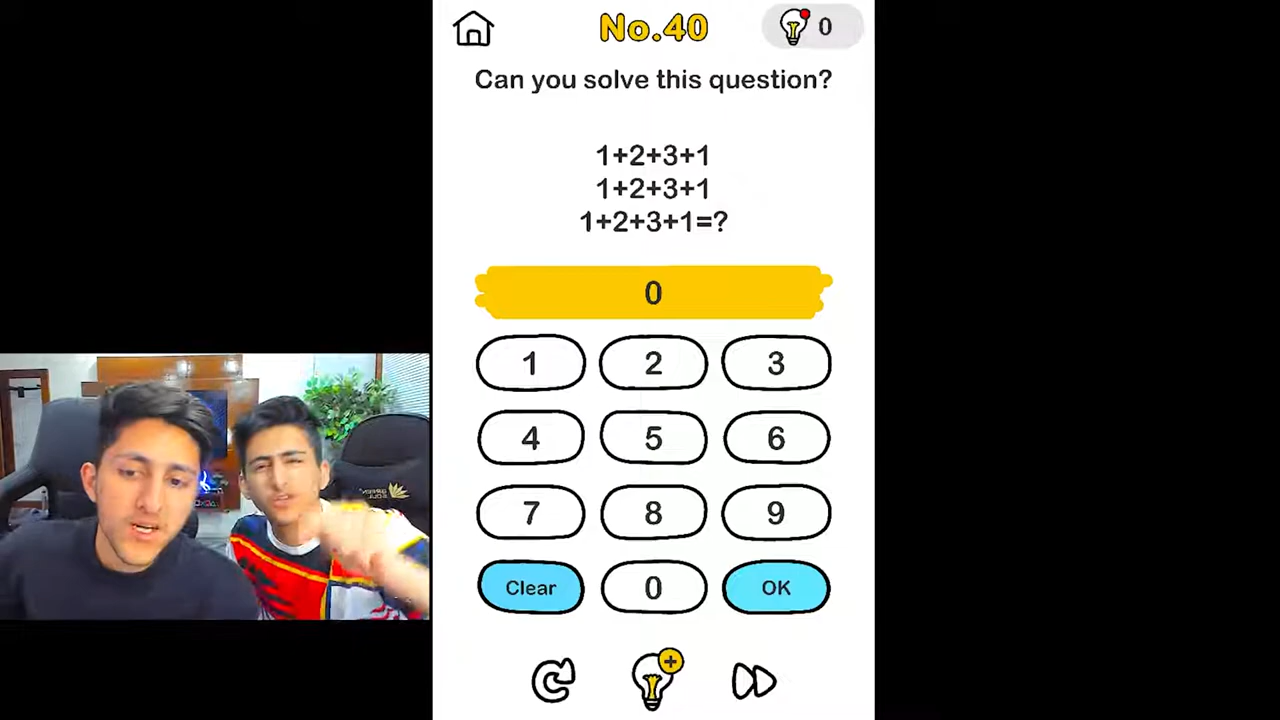 No.40
0
Can you solve this question?
1+2+3+1
1+2+3+1
1+2+3+1=?
0
1 2 3
4 5 6
7 8 9
Clear 0 OK